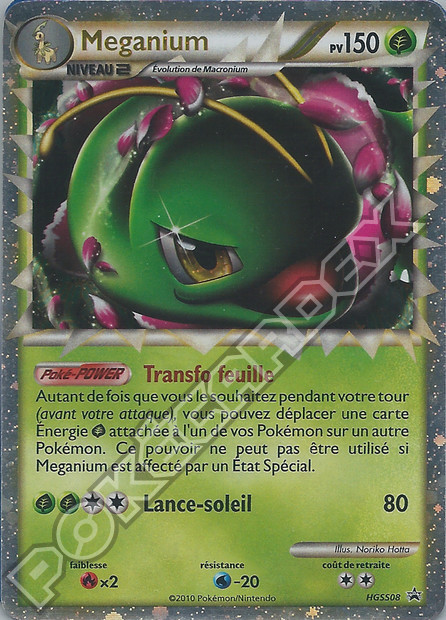 Meganium
PV150
NIVEAU 2
Évolution de Macronium
Poké-POWER Transfo feuille
Autant de fois que vous le souhaitez pendant votre tour
(avant votre attaque), vous pouvez déplacer une carte
Énergie attachée à l'un de vos Pokémon sur un autre
Pokémon. Ce pouvoir ne peut pas être utilisé si
Meganium est affecté par un État Spécial.
Lance-soleil 80
Illus. Noriko Hotta
faiblesse résistance coût de retraite
x2 -20
©2010 Pokémon/Nintendo HGSS08
POKECARDEX